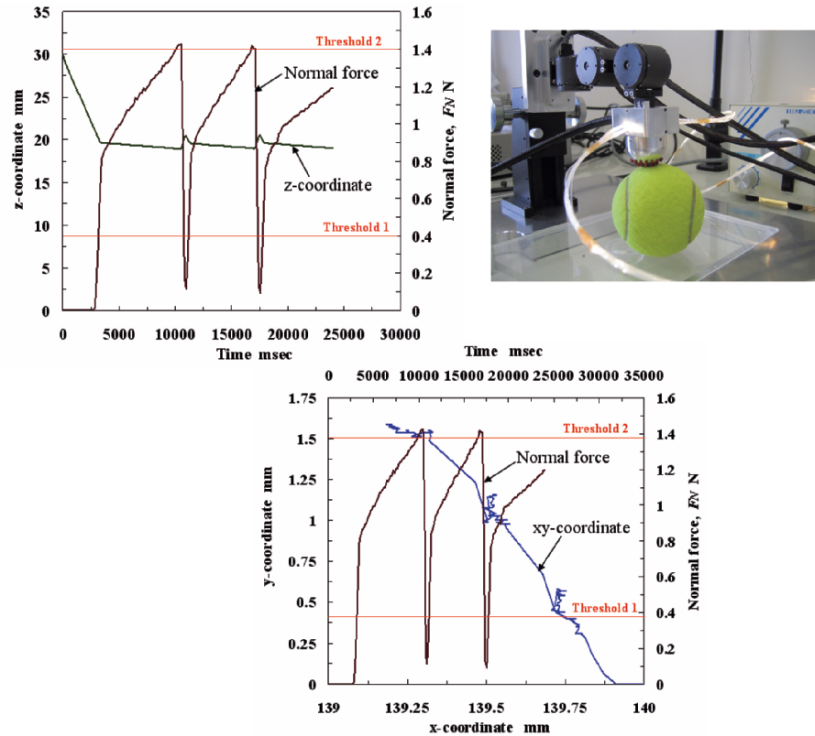 35
30
25
20
15
10
5
0
z-coordinate mm
1.6
1.4
1.2
1
0.8
0.6
0.4
0.2
0
Normal force, FN N
Threshold 2
Normal force
z-coordinate
Threshold 1
0 5000 10000 15000 20000 25000 30000
Time msec
Time msec
0 5000 10000 15000 20000 25000 30000 35000
1.75
1.5
1.25
1
0.75
0.5
0.25
0
y-coordinate mm
1.6
1.4
1.2
1
0.8
0.6
0.4
0.2
0
Normal force, FN N
Threshold 2
Normal force
xy-coordinate
Threshold 1
139 139.25 139.5 139.75 140
x-coordinate mm